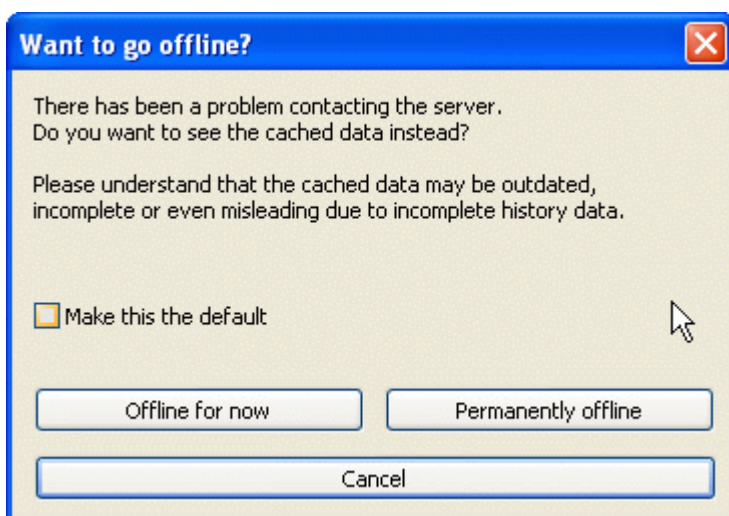 Want to go offline?
There has been a problem contacting the server.
Do you want to see the cached data instead?
Please understand that the cached data may be outdated,
incomplete or even misleading due to incomplete history data.
Make this the default
Offline for now
Permanently offline
Cancel